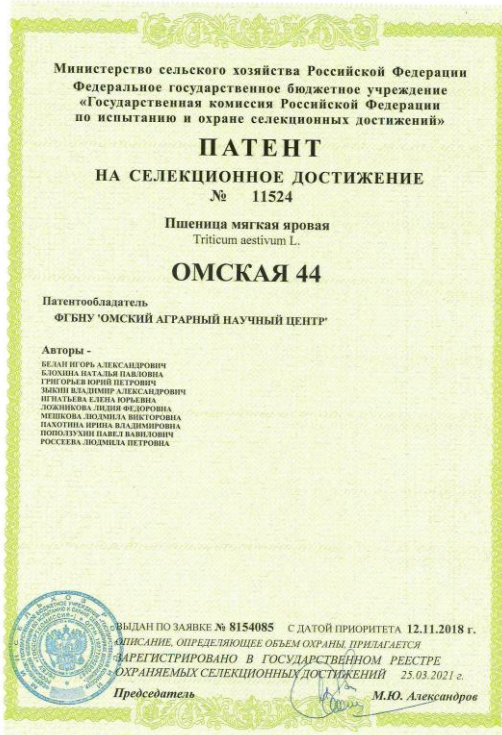 Министерство сельского хозяйства Российской Федерации
Федеральное государственное бюджетное учреждение
«Государственная комиссия Российской Федерации
по испытанию и охране селекционных достижений»
ПАТЕНТ
НА СЕЛЕКЦИОННОЕ ДОСТИЖЕНИЕ
№ 11524
Пшеница мягкая яровая
Triticum aestivum L.
ОМСКАЯ 44
Патентообладатель
ФГБНУ 'ОМСКИЙ АГРАРНЫЙ НАУЧНЫЙ ЦЕНТР'
Авторы -
БЕЛАН ИГОРЬ АЛЕКСАНДРОВИЧ
БЛОХИНА НАТАЛЬЯ ПАВЛОВНА
ГРИГОРЬЕВ ЮРИЙ ПЕТРОВИЧ
ЗЫКИН ВЛАДИМИР АЛЕКСАНДРОВИЧ
ИГНАТЬЕВА ЕЛЕНА ЮРЬЕВНА
ЛОЖНИКОВА ЛИДИЯ ФЕДОРОВНА
МЕШКОВА ЛЮДМИЛА ВИКТОРОВНА
ПАХОТИНА ИРИНА ВЛАДИМИРОВНА
ПОПОЛЗУХИН ПАВЕЛ ВАВИЛОВИЧ
РОССЕЕВА ЛЮДМИЛА ПЕТРОВНА
ВЫДАН ПО ЗАЯВКЕ № 8154085 С ДАТОЙ ПРИОРИТЕТА 12.11.2018 г.
ОПИСАНИЕ, ОПРЕДЕЛЯЮЩЕЕ ОБЪЕМ ОХРАНЫ, ПРИЛАГАЕТСЯ
ЗАРЕГИСТРИРОВАНО В ГОСУДАРСТВЕННОМ РЕЕСТРЕ
ОХРАНЯЕМЫХ СЕЛЕКЦИОННЫХ ДОСТИЖЕНИЙ 25.03.2021 г.
Председатель М.Ю. Александров